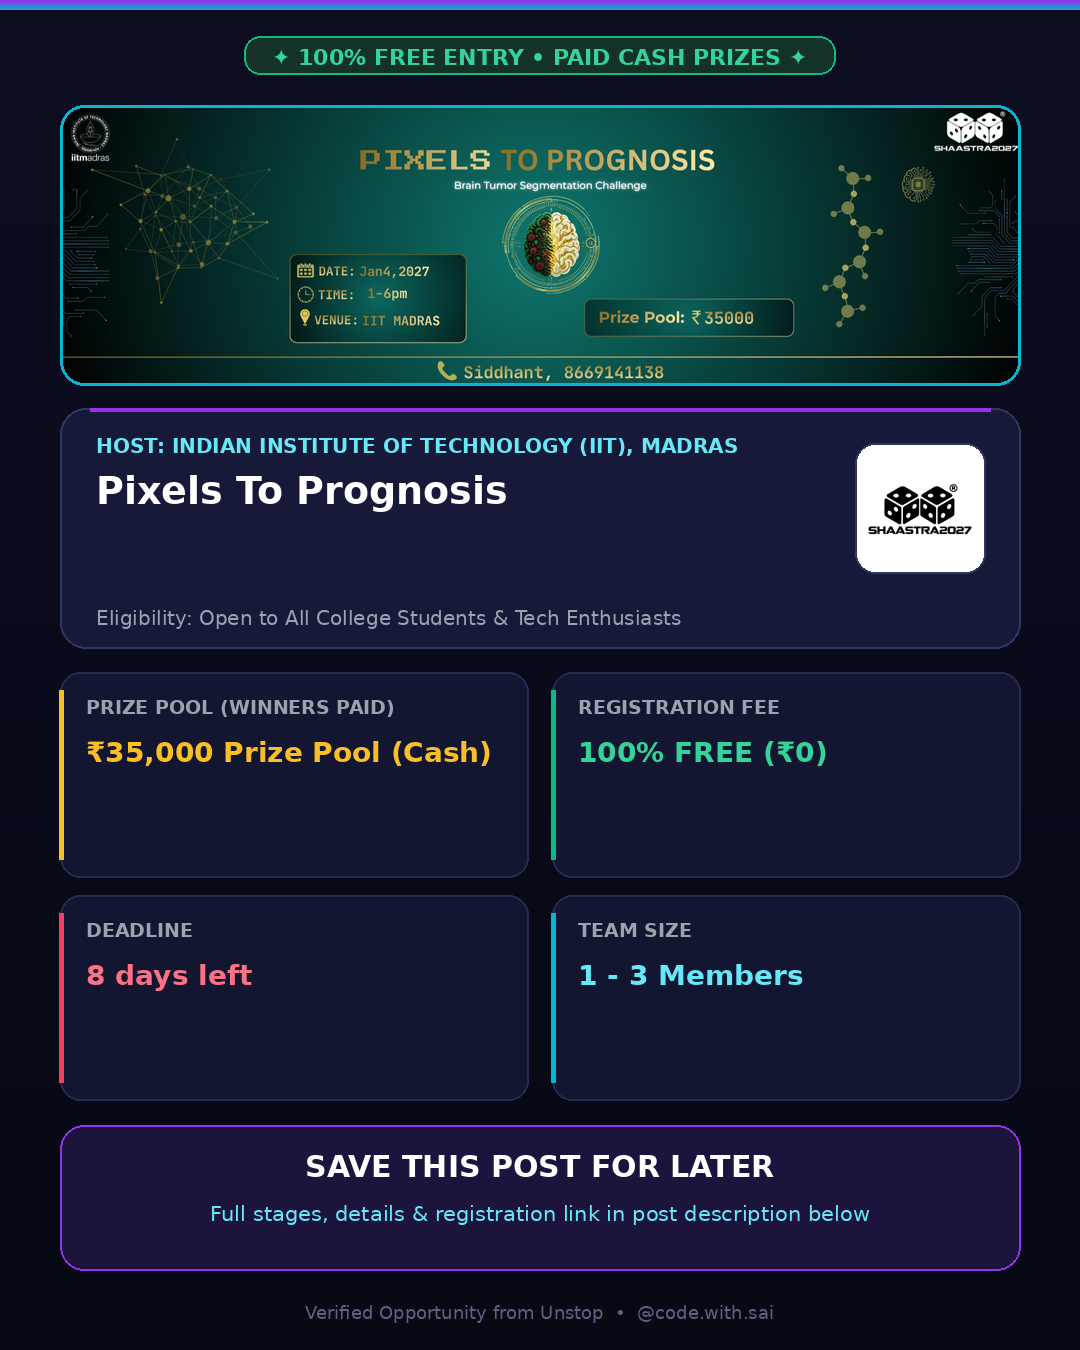 ✦ 100% FREE ENTRY • PAID CASH PRIZES ✦
iitmadras
SHAASTRA2027
PIXELS TO PROGNOSIS
Brain Tumor Segmentation Challenge
DATE: Jan4,2027
TIME: 1-6pm
VENUE: IIT MADRAS
Prize Pool: ₹35000
Siddhant, 8669141138
HOST: INDIAN INSTITUTE OF TECHNOLOGY (IIT), MADRAS
Pixels To Prognosis
SHAASTRA2027
Eligibility: Open to All College Students & Tech Enthusiasts
PRIZE POOL (WINNERS PAID)
₹35,000 Prize Pool (Cash)
REGISTRATION FEE
100% FREE (₹0)
DEADLINE
8 days left
TEAM SIZE
1 - 3 Members
SAVE THIS POST FOR LATER
Full stages, details & registration link in post description below
Verified Opportunity from Unstop • @code.with.sai